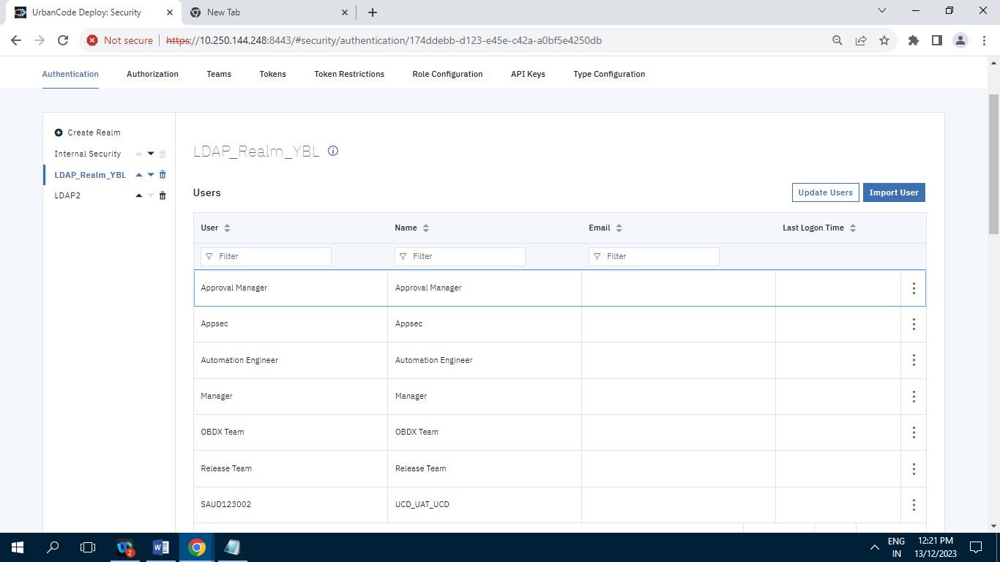 UrbanCode Deploy: Security
New Tab
Not secure https://10.250.144.248:8443/#security/authentication/174ddebb-d123-e45e-c42a-a0bf5e4250db
Authentication Authorization Teams Tokens Token Restrictions Role Configuration API Keys Type Configuration
Create Realm
Internal Security
LDAP_Realm_YBL
LDAP2
LDAP_Realm_YBL
Users
Update Users Import User
User Name Email Last Logon Time
Filter Filter Filter
Approval Manager Approval Manager
Appsec Appsec
Automation Engineer Automation Engineer
Manager Manager
OBDX Team OBDX Team
Release Team Release Team
SAUD123002 UCD_UAT_UCD
2
ENG
IN
12:21 PM
13/12/2023